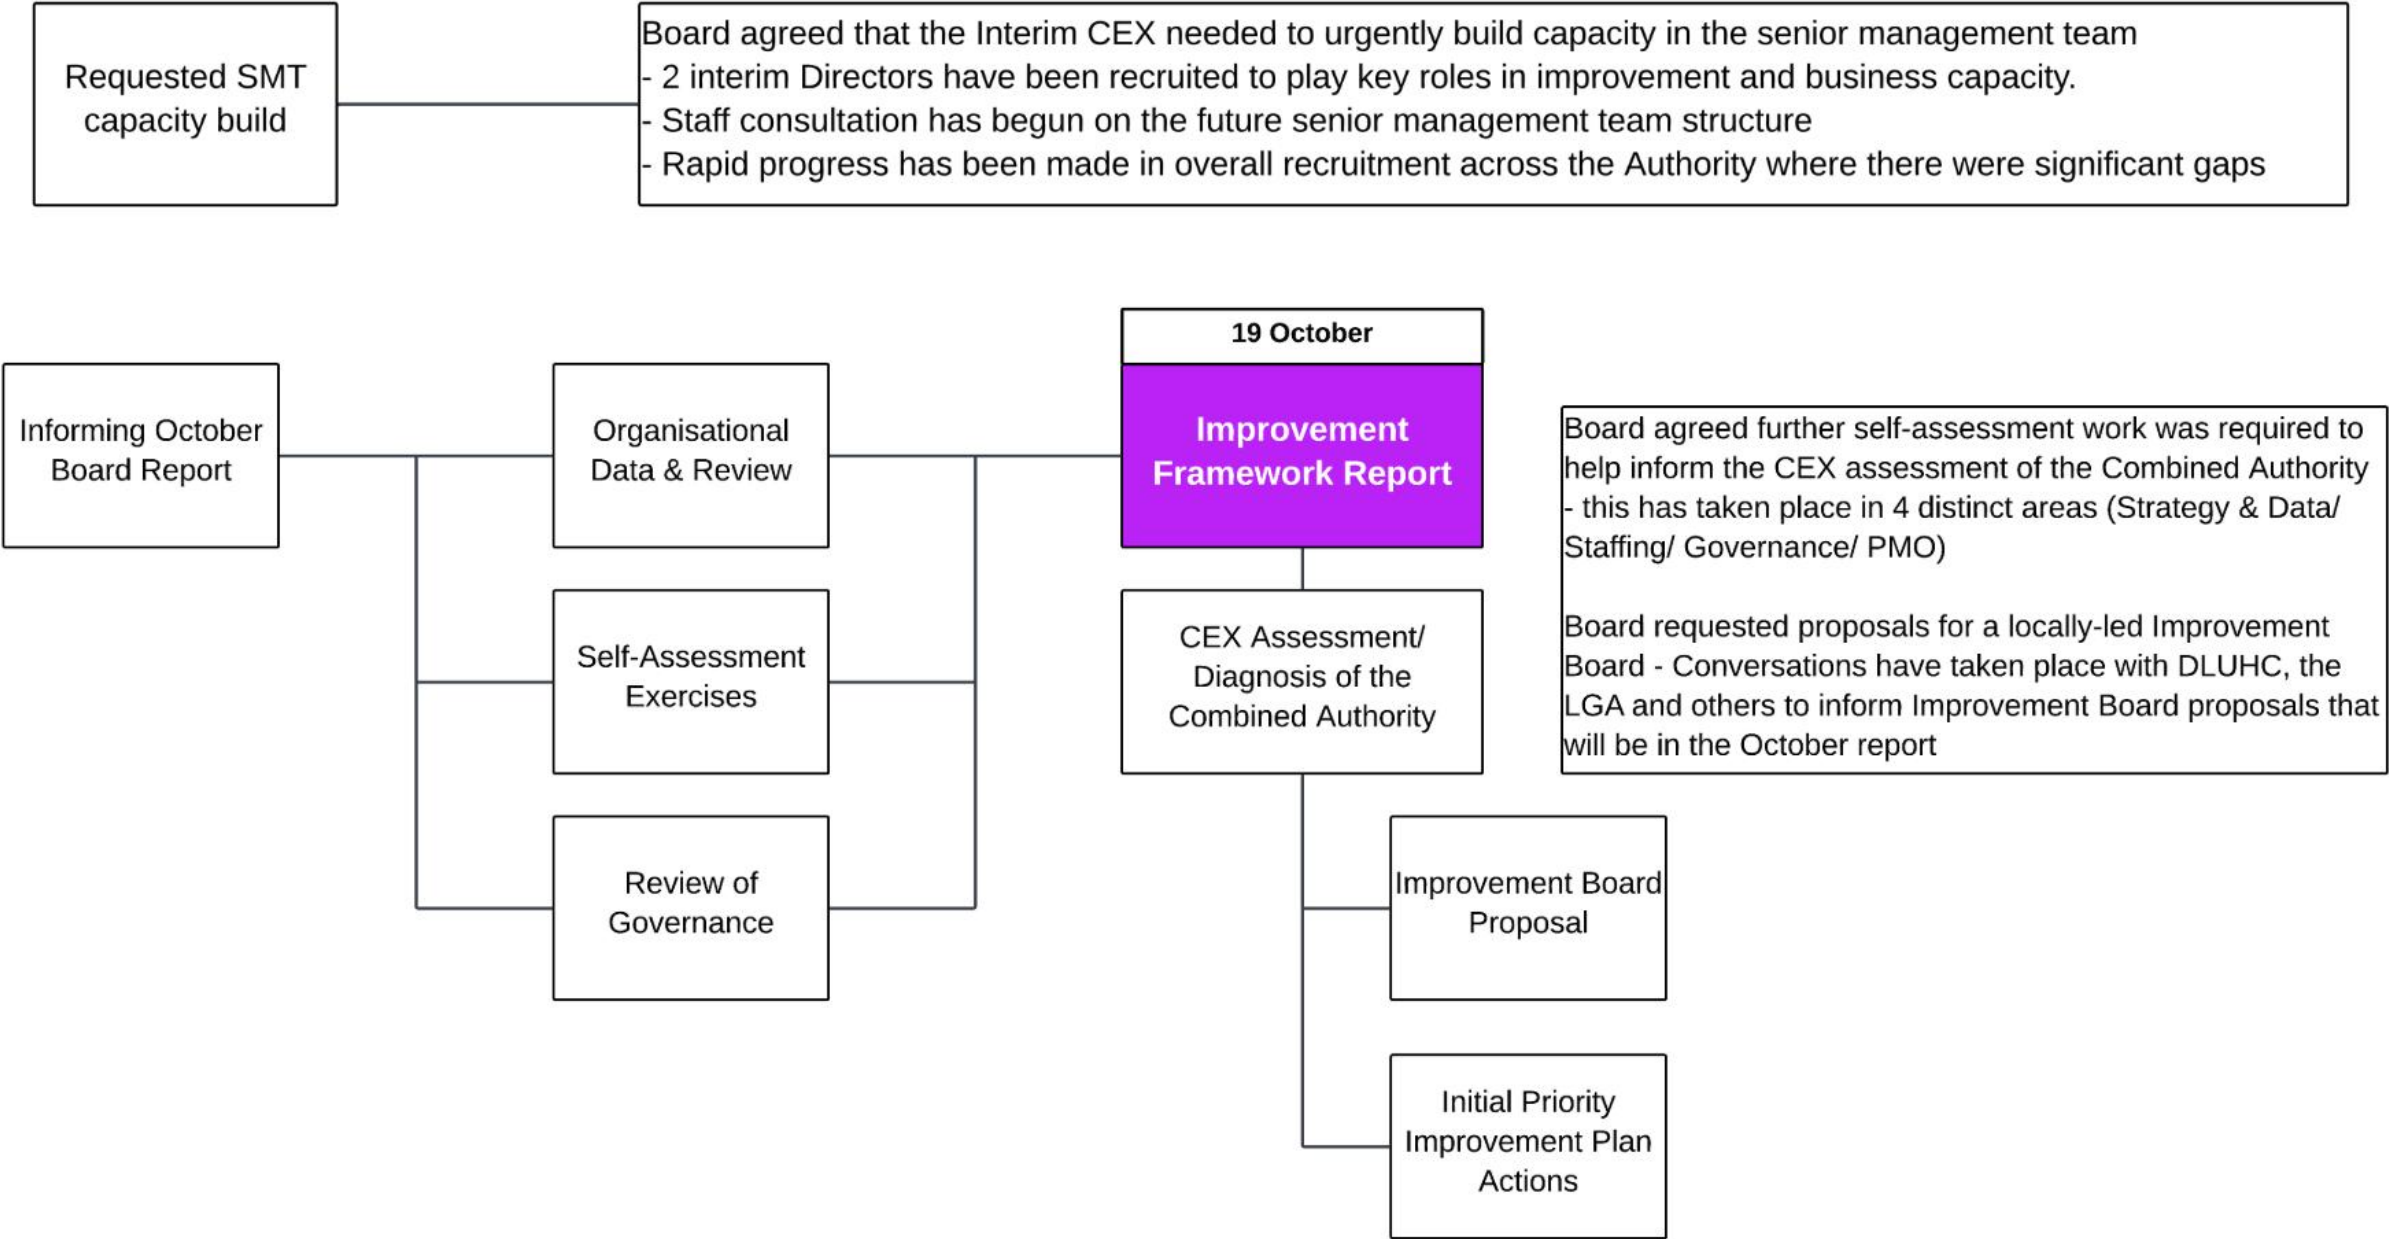 Requested SMT
capacity build
Board agreed that the Interim CEX needed to urgently build capacity in the senior management team
- 2 interim Directors have been recruited to play key roles in improvement and business capacity.
- Staff consultation has begun on the future senior management team structure
- Rapid progress has been made in overall recruitment across the Authority where there were significant gaps
Informing October
Board Report
Organisational
Data & Review
Self-Assessment
Exercises
Review of
Governance
19 October
Improvement
Framework Report
CEX Assessment/
Diagnosis of the
Combined Authority
Improvement Board
Proposal
Initial Priority
Improvement Plan
Actions
Board agreed further self-assessment work was required to
help inform the CEX assessment of the Combined Authority
- this has taken place in 4 distinct areas (Strategy & Data/
Staffing/ Governance/ PMO)
Board requested proposals for a locally-led Improvement
Board - Conversations have taken place with DLUHC, the
LGA and others to inform Improvement Board proposals that
will be in the October report